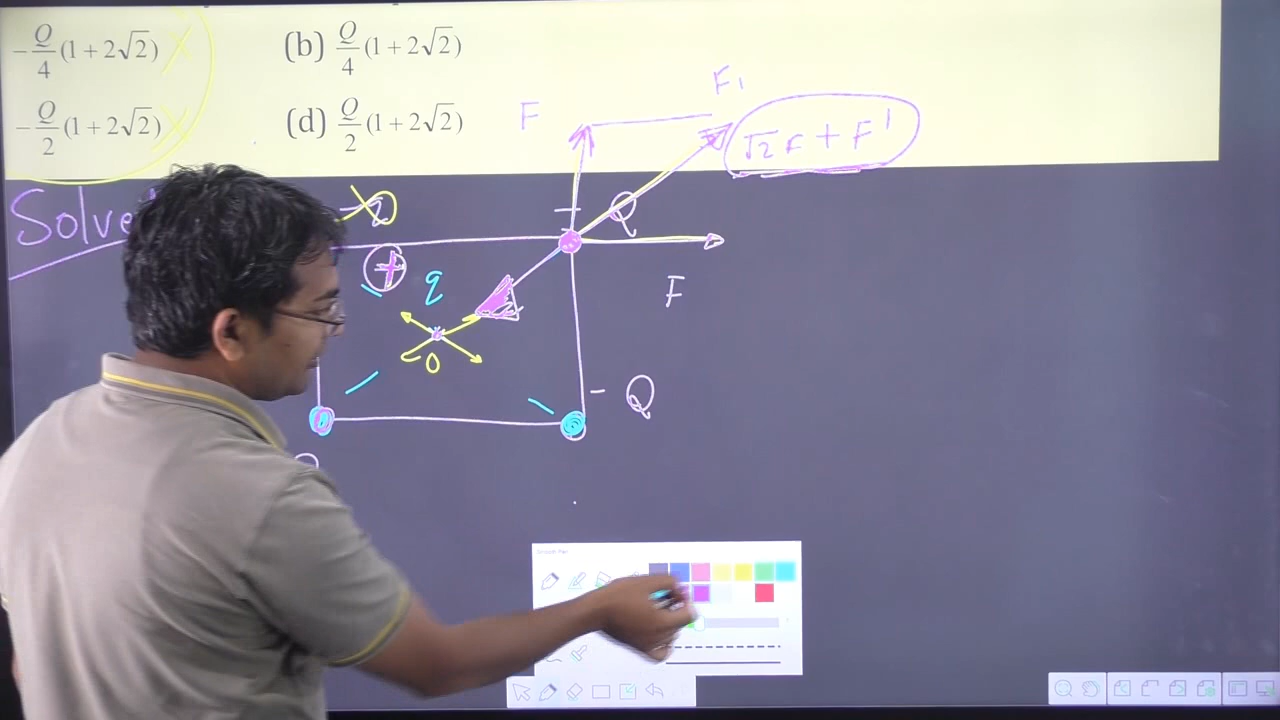 -Q/4(1+2√2) (b) Q/4(1+2√2)
-Q/2(1+2√2) (d) Q/2(1+2√2)
F F₁
√2F + F'
Solve
-Q
- Q
+
q
F
O
- Q